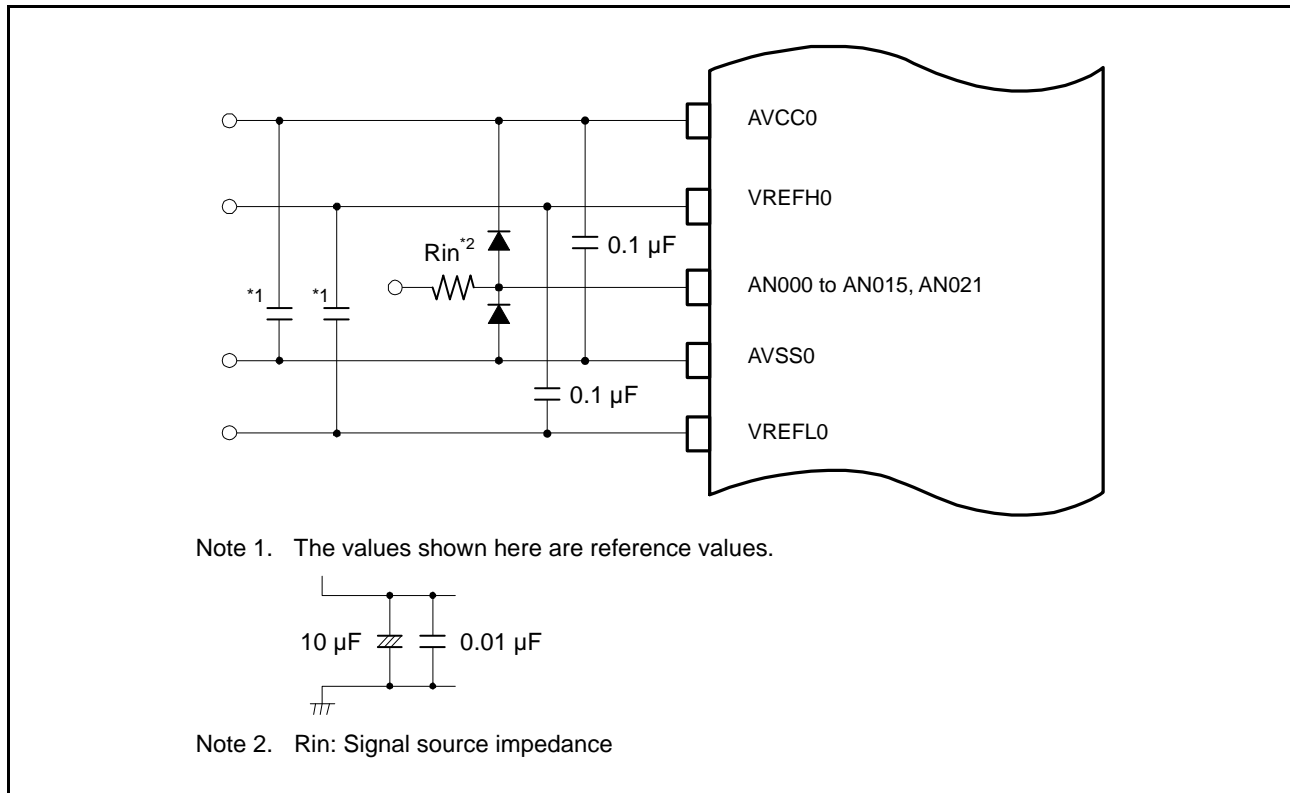 AVCC0
VREFH0
Rin*2
0.1 µF
AN000 to AN015, AN021
*1 *1
AVSS0
0.1 µF
VREFL0
Note 1. The values shown here are reference values.
10 µF 0.01 µF
Note 2. Rin: Signal source impedance